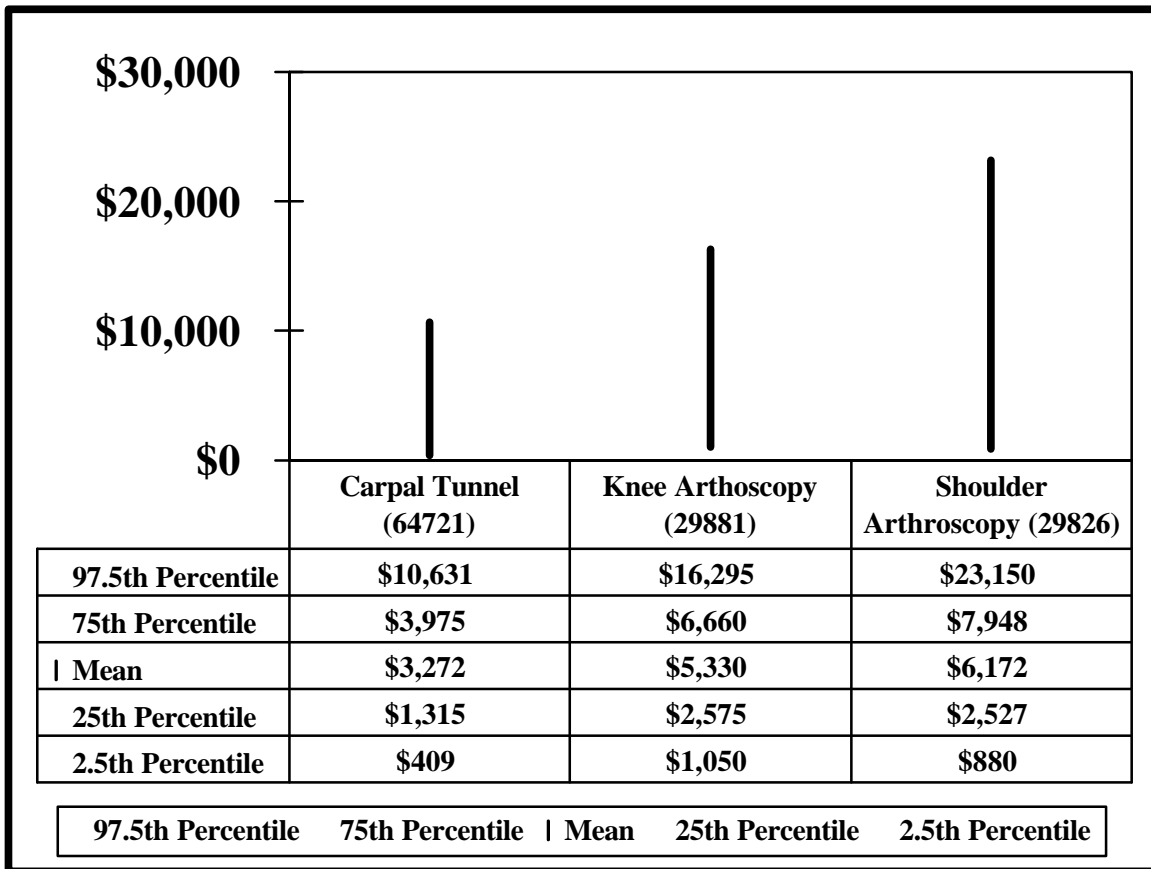 $30,000
$20,000
$10,000
$0
Carpal Tunnel (64721) Knee Arthoscopy (29881) Shoulder Arthroscopy (29826)
97.5th Percentile $10,631 $16,295 $23,150
75th Percentile $3,975 $6,660 $7,948
Mean $3,272 $5,330 $6,172
25th Percentile $1,315 $2,575 $2,527
2.5th Percentile $409 $1,050 $880
97.5th Percentile 75th Percentile Mean 25th Percentile 2.5th Percentile